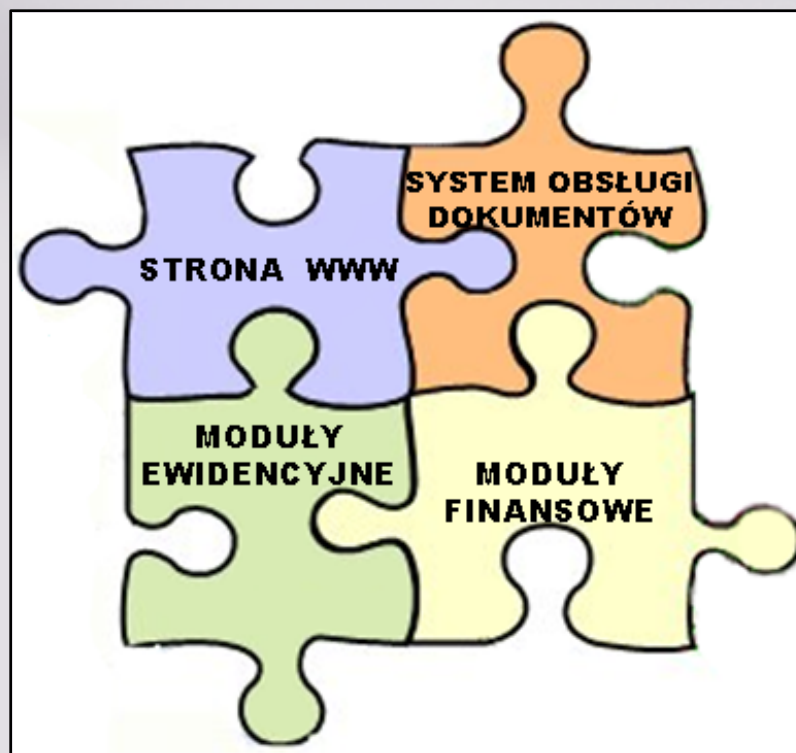 STRONA WWW
SYSTEM OBSŁUGI
DOKUMENTÓW
MODUŁY
EWIDENCYJNE
MODUŁY
FINANSOWE